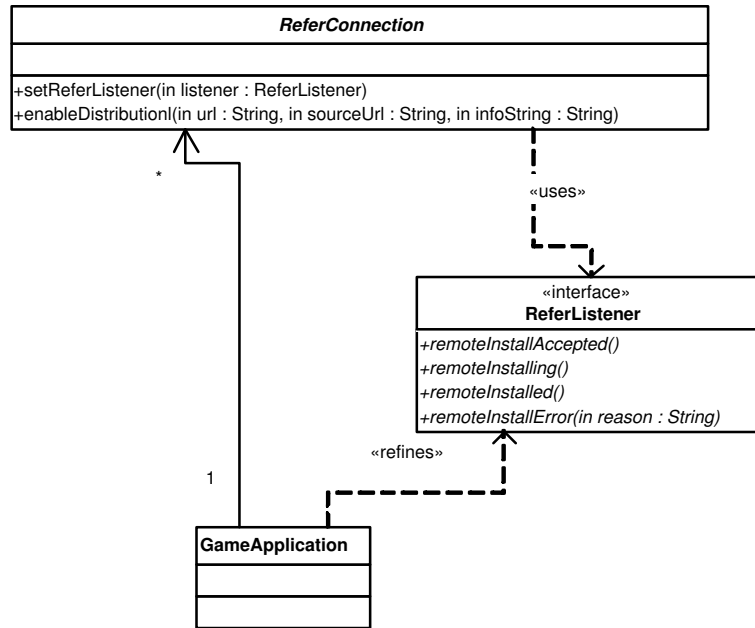 ReferConnection
+setReferListener(in listener : ReferListener)
+enableDistributionl(in url : String, in sourceUrl : String, in infoString : String)
*
«uses»
«interface»
ReferListener
+remoteInstallAccepted()
+remoteInstalling()
+remoteInstalled()
+remoteInstallError(in reason : String)
«refines»
1
GameApplication